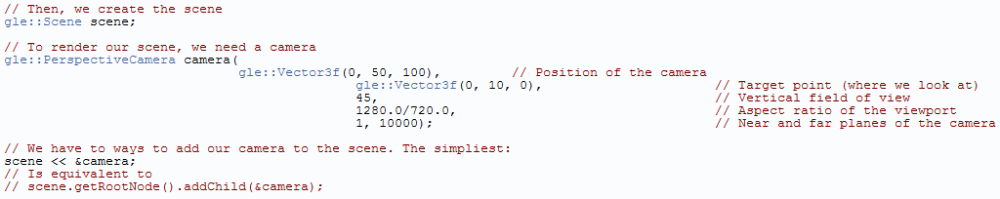 // Then, we create the scene
gle::Scene scene;
// To render our scene, we need a camera
gle::PerspectiveCamera camera(
gle::Vector3f(0, 50, 100), // Position of the camera
gle::Vector3f(0, 10, 0), // Target point (where we look at)
45, // Vertical field of view
1280.0/720.0, // Aspect ratio of the viewport
1, 10000); // Near and far planes of the camera
// We have to ways to add our camera to the scene. The simpliest:
scene << &camera;
// Is equivalent to
// scene.getRootNode().addChild(&camera);